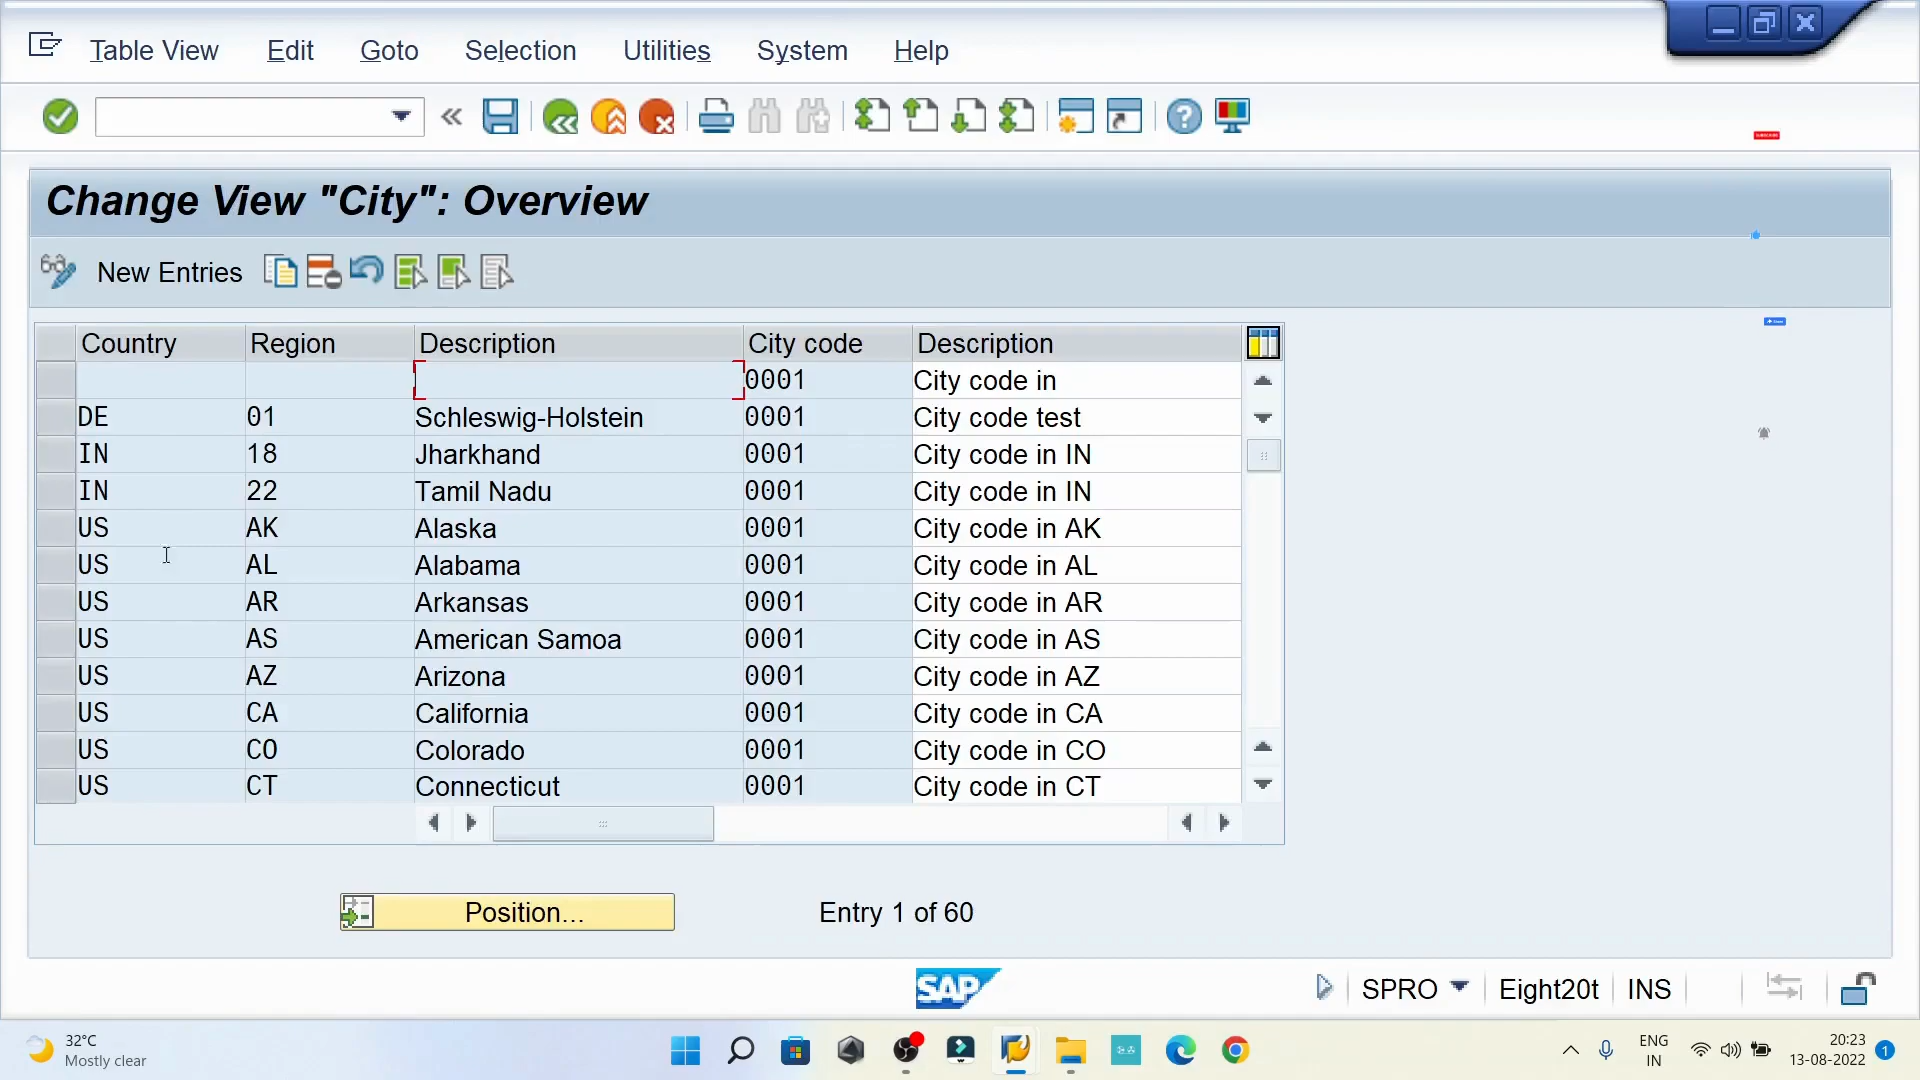 Table View Edit Goto Selection Utilities System Help
Change View "City": Overview
New Entries
Country Region Description City code Description
0001 City code in
DE 01 Schleswig-Holstein 0001 City code test
IN 18 Jharkhand 0001 City code in IN
IN 22 Tamil Nadu 0001 City code in IN
US AK Alaska 0001 City code in AK
US AL Alabama 0001 City code in AL
US AR Arkansas 0001 City code in AR
US AS American Samoa 0001 City code in AS
US AZ Arizona 0001 City code in AZ
US CA California 0001 City code in CA
US CO Colorado 0001 City code in CO
US CT Connecticut 0001 City code in CT
Position... Entry 1 of 60
SAP SPRO Eight20t INS
32°C
Mostly clear
ENG
IN
20:23
13-08-2022
1